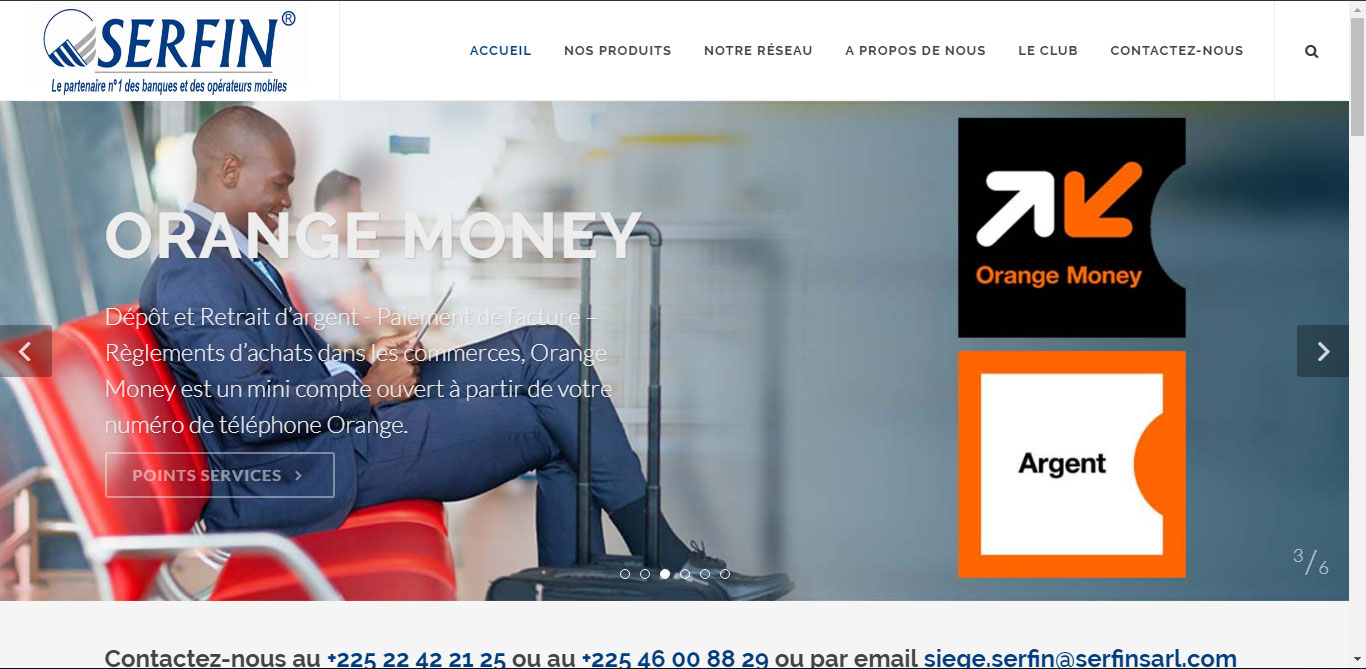 SERFIN®
Le partenaire n°1 des banques et des opérateurs mobiles
ACCUEIL NOS PRODUITS NOTRE RÉSEAU A PROPOS DE NOUS LE CLUB CONTACTEZ-NOUS
ORANGE MONEY
Dépôt et Retrait d’argent - Paiement de facture –
Règlements d’achats dans les commerces, Orange
Money est un mini compte ouvert à partir de votre
numéro de téléphone Orange.
POINTS SERVICES >
Orange Money
Argent
3/6
Contactez-nous au +225 22 42 21 25 ou au +225 46 00 88 29 ou par email siege.serfin@serfinsarl.com